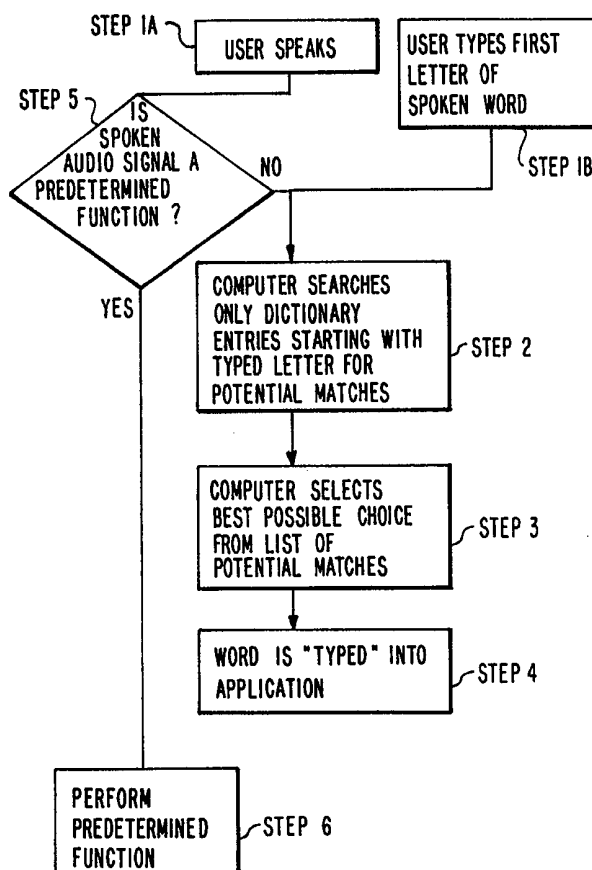 STEP 1A
USER SPEAKS
USER TYPES FIRST
LETTER OF
SPOKEN WORD
STEP 1B
STEP 5
IS
SPOKEN
AUDIO SIGNAL A
PREDETERMINED
FUNCTION ?
NO
YES
COMPUTER SEARCHES
ONLY DICTIONARY
ENTRIES STARTING WITH
TYPED LETTER FOR
POTENTIAL MATCHES
STEP 2
COMPUTER SELECTS
BEST POSSIBLE CHOICE
FROM LIST OF
POTENTIAL MATCHES
STEP 3
WORD IS "TYPED" INTO
APPLICATION
STEP 4
PERFORM
PREDETERMINED
FUNCTION
STEP 6